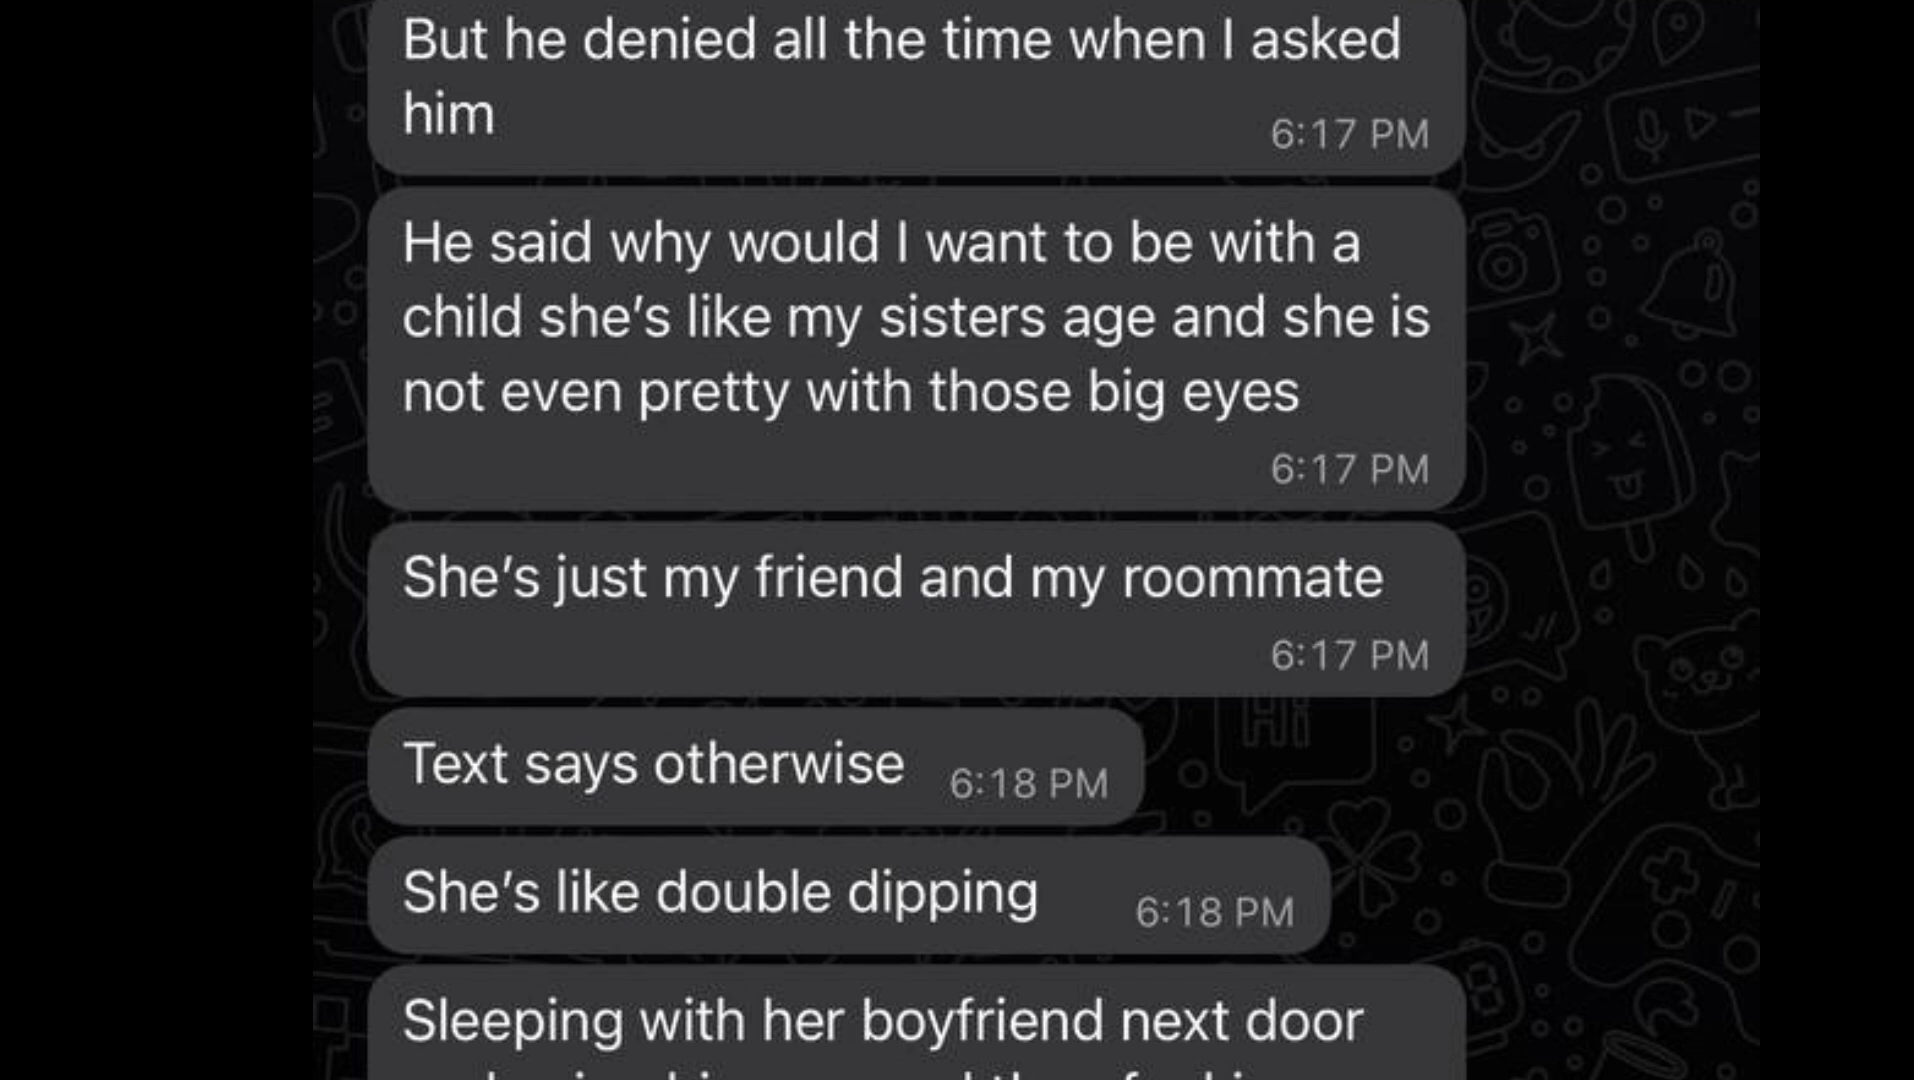 But he denied all the time when I asked
him
6:17 PM
He said why would I want to be with a
child she's like my sisters age and she is
not even pretty with those big eyes
6:17 PM
She's just my friend and my roommate
6:17 PM
Hi
Text says otherwise 6:18 PM
She's like double dipping 6:18 PM
Sleeping with her boyfriend next door